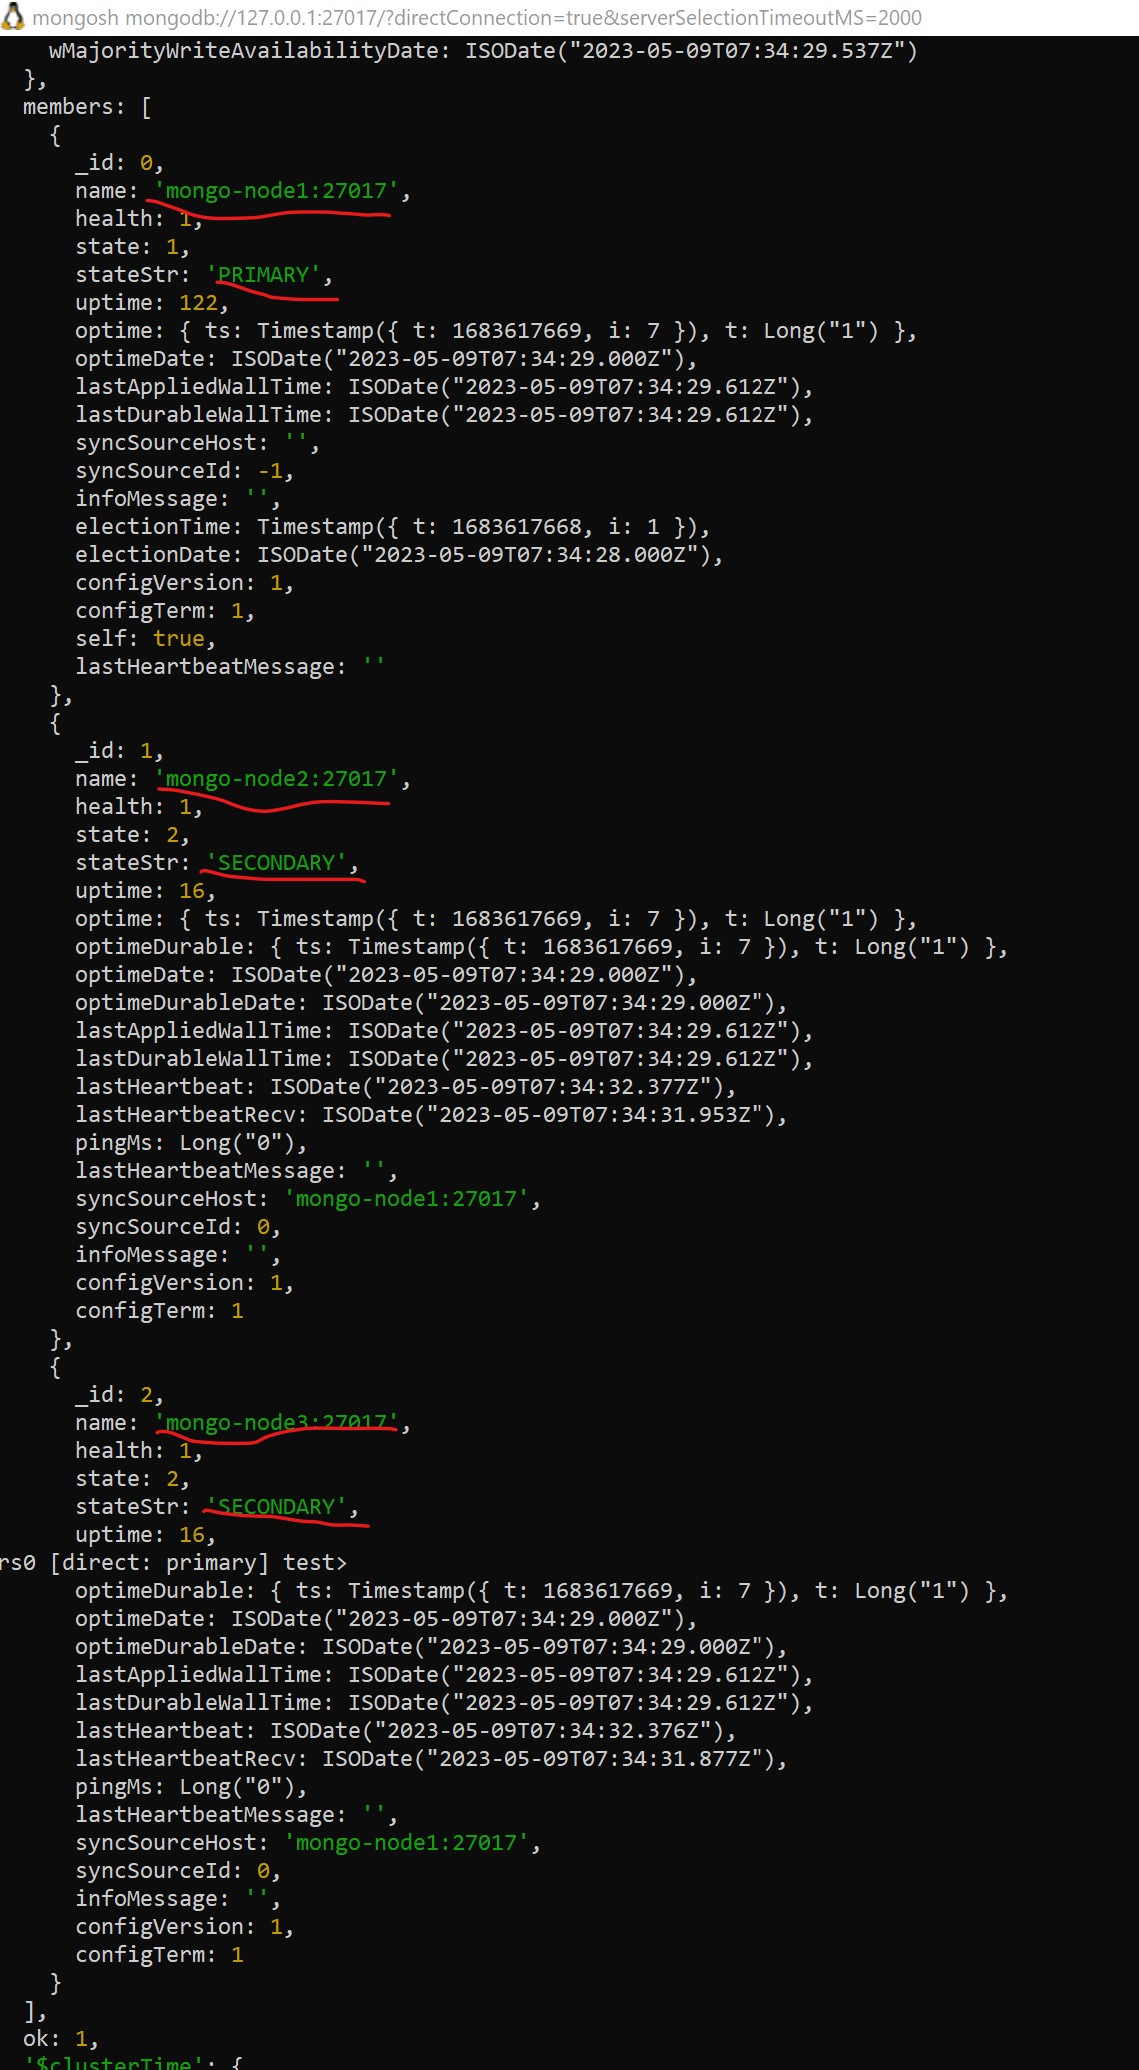 mongosh mongodb://127.0.0.1:27017/?directConnection=true&serverSelectionTimeoutMS=2000
    wMajorityWriteAvailabilityDate: ISODate("2023-05-09T07:34:29.537Z")
  },
  members: [
    {
      _id: 0,
      name: 'mongo-node1:27017',
      health: 1,
      state: 1,
      stateStr: 'PRIMARY',
      uptime: 122,
      optime: { ts: Timestamp({ t: 1683617669, i: 7 }), t: Long("1") },
      optimeDate: ISODate("2023-05-09T07:34:29.000Z"),
      lastAppliedWallTime: ISODate("2023-05-09T07:34:29.612Z"),
      lastDurableWallTime: ISODate("2023-05-09T07:34:29.612Z"),
      syncSourceHost: '',
      syncSourceId: -1,
      infoMessage: '',
      electionTime: Timestamp({ t: 1683617668, i: 1 }),
      electionDate: ISODate("2023-05-09T07:34:28.000Z"),
      configVersion: 1,
      configTerm: 1,
      self: true,
      lastHeartbeatMessage: ''
    },
    {
      _id: 1,
      name: 'mongo-node2:27017',
      health: 1,
      state: 2,
      stateStr: 'SECONDARY',
      uptime: 16,
      optime: { ts: Timestamp({ t: 1683617669, i: 7 }), t: Long("1") },
      optimeDurable: { ts: Timestamp({ t: 1683617669, i: 7 }), t: Long("1") },
      optimeDate: ISODate("2023-05-09T07:34:29.000Z"),
      optimeDurableDate: ISODate("2023-05-09T07:34:29.000Z"),
      lastAppliedWallTime: ISODate("2023-05-09T07:34:29.612Z"),
      lastDurableWallTime: ISODate("2023-05-09T07:34:29.612Z"),
      lastHeartbeat: ISODate("2023-05-09T07:34:32.377Z"),
      lastHeartbeatRecv: ISODate("2023-05-09T07:34:31.953Z"),
      pingMs: Long("0"),
      lastHeartbeatMessage: '',
      syncSourceHost: 'mongo-node1:27017',
      syncSourceId: 0,
      infoMessage: '',
      configVersion: 1,
      configTerm: 1
    },
    {
      _id: 2,
      name: 'mongo-node3:27017',
      health: 1,
      state: 2,
      stateStr: 'SECONDARY',
      uptime: 16,
rs0 [direct: primary] test>
      optimeDurable: { ts: Timestamp({ t: 1683617669, i: 7 }), t: Long("1") },
      optimeDate: ISODate("2023-05-09T07:34:29.000Z"),
      optimeDurableDate: ISODate("2023-05-09T07:34:29.000Z"),
      lastAppliedWallTime: ISODate("2023-05-09T07:34:29.612Z"),
      lastDurableWallTime: ISODate("2023-05-09T07:34:29.612Z"),
      lastHeartbeat: ISODate("2023-05-09T07:34:32.376Z"),
      lastHeartbeatRecv: ISODate("2023-05-09T07:34:31.877Z"),
      pingMs: Long("0"),
      lastHeartbeatMessage: '',
      syncSourceHost: 'mongo-node1:27017',
      syncSourceId: 0,
      infoMessage: '',
      configVersion: 1,
      configTerm: 1
    }
  ],
  ok: 1,
  '$clusterTime': {